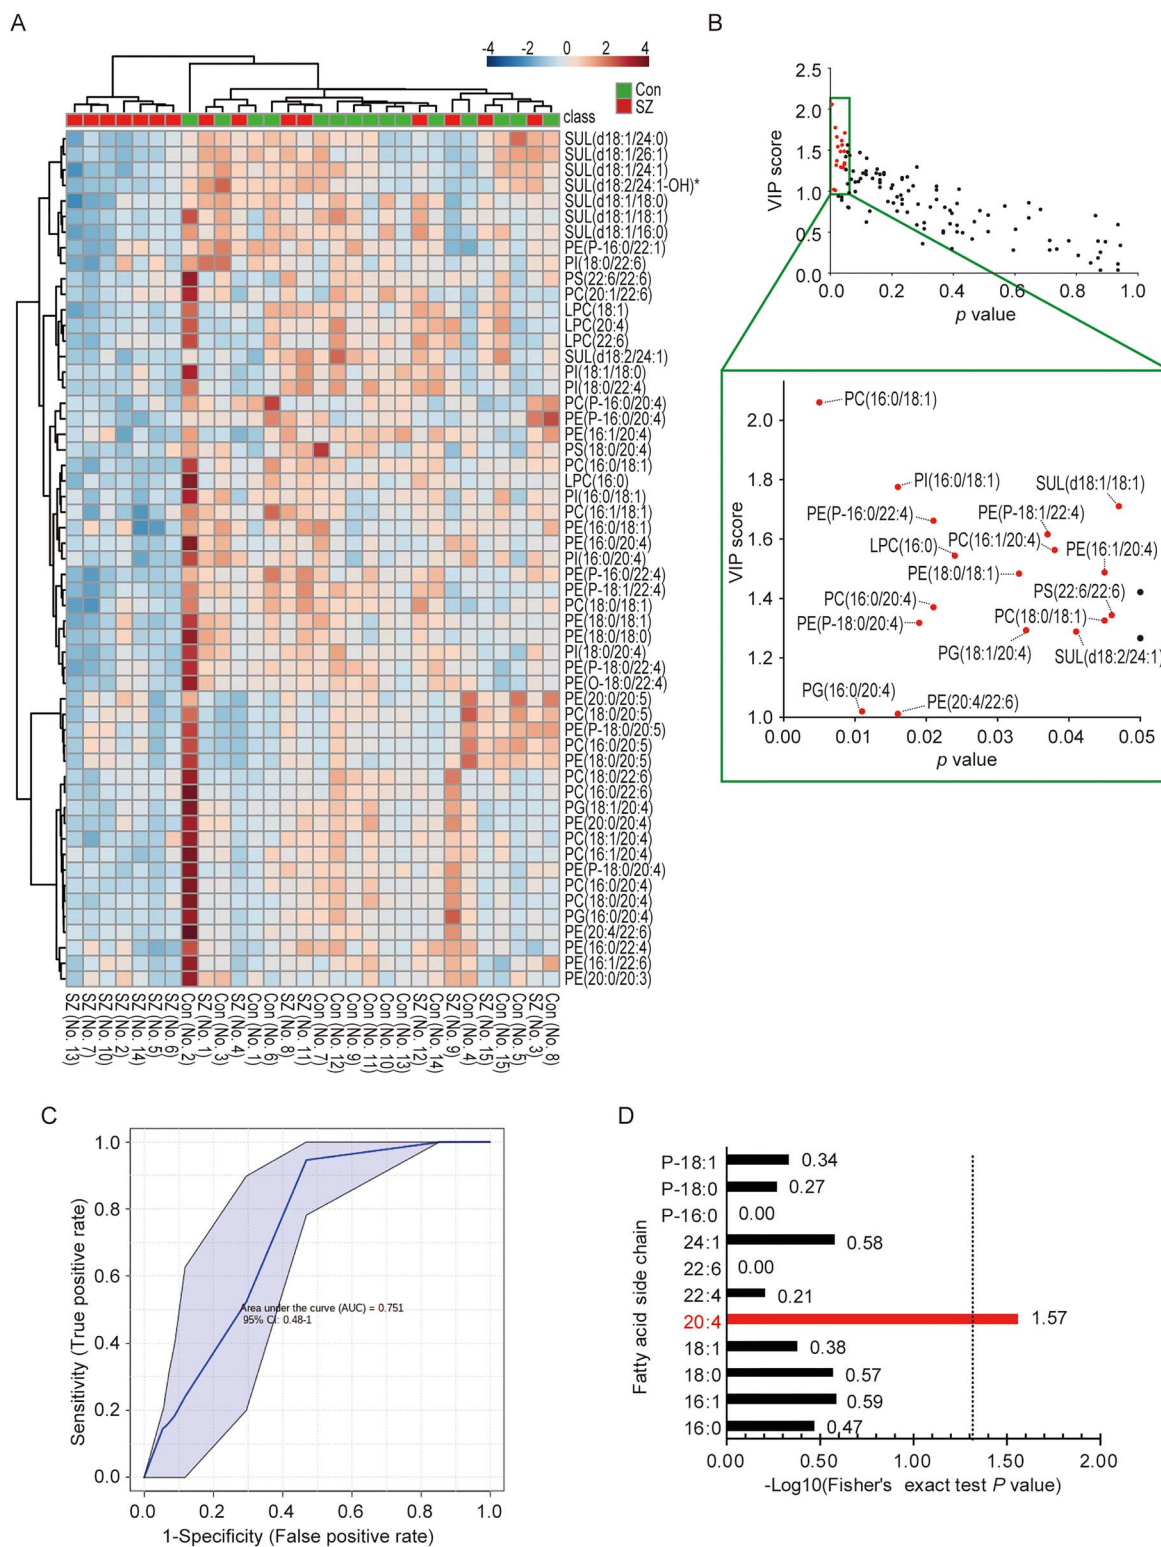 A
-4 -2 0 2 4
Con
SZ
class
SUL(d18:1/24:0)
SUL(d18:1/26:1)
SUL(d18:1/24:1)
SUL(d18:2/24:1-OH)*
SUL(d18:1/18:0)
SUL(d18:1/18:1)
SUL(d18:1/16:0)
PE(P-16:0/22:1)
PI(18:0/22:6)
PS(22:6/22:6)
PC(20:1/22:6)
LPC(18:1)
LPC(20:4)
LPC(22:6)
SUL(d18:2/24:1)
PI(18:1/18:0)
PI(18:0/22:4)
PC(P-16:0/20:4)
PE(P-16:0/20:4)
PE(16:1/20:4)
PS(18:0/20:4)
PC(16:0/18:1)
LPC(16:0)
PI(16:0/18:1)
PC(16:1/18:1)
PE(16:0/18:1)
PE(16:0/20:4)
PI(16:0/20:4)
PE(P-16:0/22:4)
PE(P-18:1/22:4)
PC(18:0/18:1)
PE(18:0/18:1)
PE(18:0/18:0)
PI(18:0/20:4)
PE(P-18:0/22:4)
PE(O-18:0/22:4)
PE(20:0/20:5)
PC(18:0/20:5)
PE(P-18:0/20:5)
PC(16:0/20:5)
PE(18:0/20:5)
PC(18:0/22:6)
PC(16:0/22:6)
PG(18:1/20:4)
PE(20:0/20:4)
PC(18:1/20:4)
PC(16:1/20:4)
PE(P-18:0/20:4)
PC(16:0/20:4)
PC(18:0/20:4)
PG(16:0/20:4)
PE(20:4/22:6)
PE(16:0/22:4)
PE(16:1/22:6)
PE(20:0/20:3)
SZ (No. 13)
SZ (No. 7)
SZ (No. 10)
SZ (No. 2)
SZ (No. 14)
SZ (No. 5)
SZ (No. 6)
Con (No. 2)
SZ (No. 1)
Con (No. 3)
SZ (No. 4)
Con (No. 1)
Con (No. 6)
SZ (No. 8)
SZ (No. 11)
Con (No. 7)
Con (No. 12)
Con (No. 9)
Con (No. 11)
Con (No. 10)
Con (No. 13)
SZ (No. 12)
Con (No. 14)
SZ (No. 9)
Con (No. 4)
SZ (No. 15)
Con (No. 15)
Con (No. 5)
SZ (No. 3)
Con (No. 8)
B
VIP score
2.5
2.0
1.5
1.0
0.5
0.0
0.0 0.2 0.4 0.6 0.8 1.0
p value
VIP score
2.0
1.8
1.6
1.4
1.2
1.0
PC(16:0/18:1)
PI(16:0/18:1)
SUL(d18:1/18:1)
PE(P-16:0/22:4)
PE(P-18:1/22:4)
LPC(16:0)
PC(16:1/20:4)
PE(16:1/20:4)
PE(18:0/18:1)
PS(22:6/22:6)
PC(16:0/20:4)
PC(18:0/18:1)
PE(P-18:0/20:4)
PG(18:1/20:4)
SUL(d18:2/24:1)
PG(16:0/20:4)
PE(20:4/22:6)
0.00 0.01 0.02 0.03 0.04 0.05
p value
C
Sensitivity (True positive rate)
1.0
0.8
0.6
0.4
0.2
0.0
Area under the curve (AUC) = 0.751
95% CI: 0.48-1
0.0 0.2 0.4 0.6 0.8 1.0
1-Specificity (False positive rate)
D
Fatty acid side chain
P-18:1 0.34
P-18:0 0.27
P-16:0 0.00
24:1 0.58
22:6 0.00
22:4 0.21
20:4 1.57
18:1 0.38
18:0 0.57
16:1 0.59
16:0 0.47
0.00 0.50 1.00 1.50 2.00
-Log10(Fisher's exact test P value)